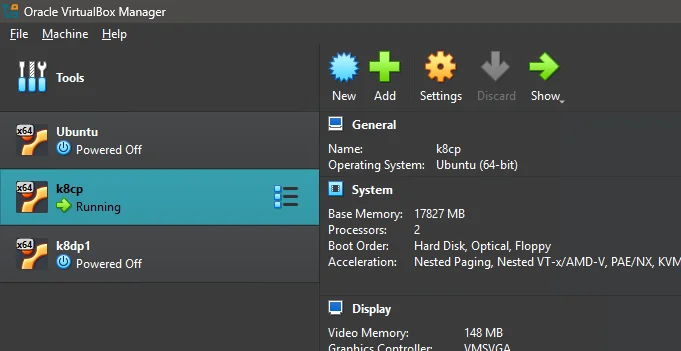 Oracle VirtualBox Manager
File Machine Help
Tools
New Add Settings Discard Show
x64
Ubuntu
Powered Off
x64
k8cp
Running
x64
k8dp1
Powered Off
General
Name: k8cp
Operating System: Ubuntu (64-bit)
System
Base Memory: 17827 MB
Processors: 2
Boot Order: Hard Disk, Optical, Floppy
Acceleration: Nested Paging, Nested VT-x/AMD-V, PAE/NX, KVM
Display
Video Memory: 148 MB
Graphics Controller: VMSVGA